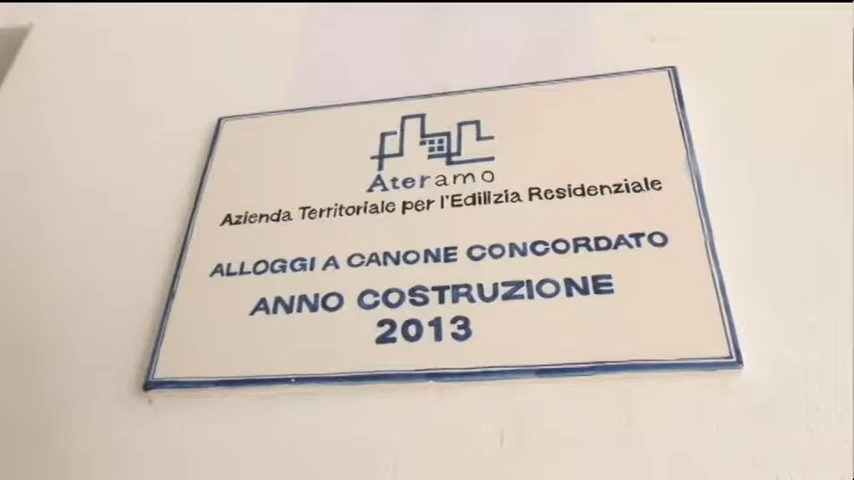 Ateramo
Azienda Territoriale per l'Edilizia Residenziale
ALLOGGI A CANONE CONCORDATO
ANNO COSTRUZIONE
2013